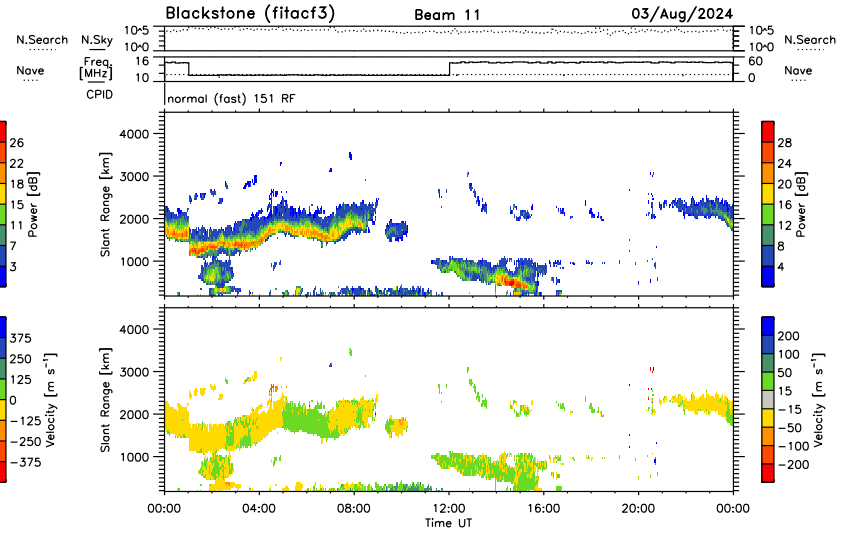 Blackstone (fitacf3) Beam 11 03/Aug/2024
N.Search N.Sky 10^5 10^0 10^5 10^0 N.Search
Nave Freq. [MHz] 16 10 60 0 Nave
CPID normal (fast) 151 RF
26 22 18 15 11 7 3
Power [dB]
4000 3000 2000 1000
Slant Range [km]
28 24 20 16 12 8 4
Power [dB]
375 250 125 0 −125 −250 −375
Velocity [m s⁻¹]
4000 3000 2000 1000
Slant Range [km]
200 100 50 15 −15 −50 −100 −200
Velocity [m s⁻¹]
00:00 04:00 08:00 12:00 16:00 20:00 00:00
Time UT